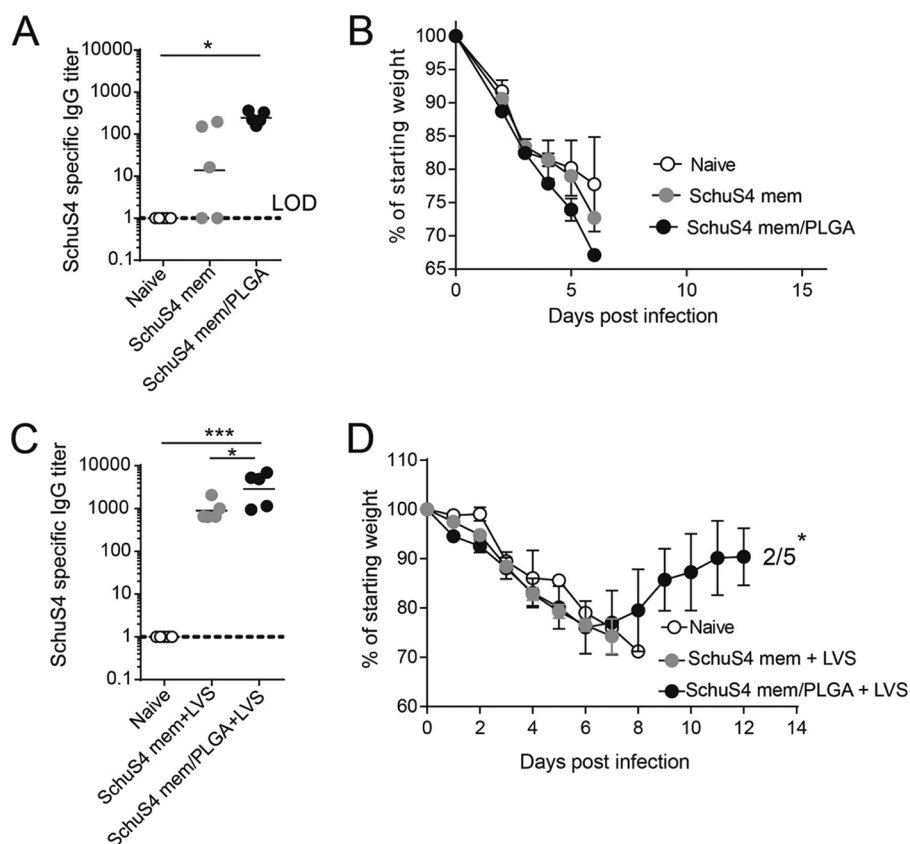 A
SchuS4 specific IgG titer
10000
1000
100
10
1
0.1
*
LOD
Naive
SchuS4 mem
SchuS4 mem/PLGA
B
% of starting weight
100
95
90
85
80
75
70
65
0
5
10
15
Days post infection
Naive
SchuS4 mem
SchuS4 mem/PLGA
C
SchuS4 specific IgG titer
10000
1000
100
10
1
0.1
***
*
Naive
SchuS4 mem+LVS
SchuS4 mem/PLGA+LVS
D
% of starting weight
110
100
90
80
70
60
0
2
4
6
8
10
12
14
Days post infection
2/5*
Naive
SchuS4 mem + LVS
SchuS4 mem/PLGA + LVS